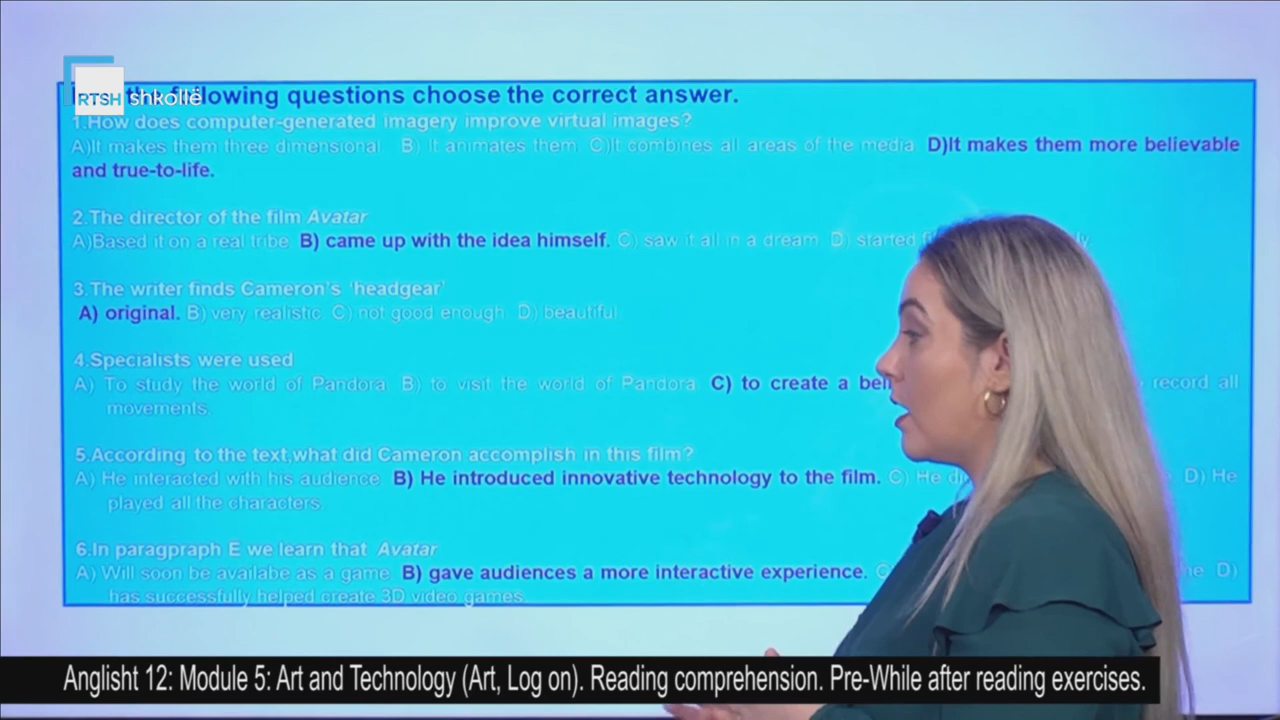 RTSH shkollë
following questions choose the correct answer.
1.How does computer-generated imagery improve virtual images?
A)It makes them three dimensional B) It animates them C)It combines all areas of the media D)It makes them more believable
and true-to-life.
2.The director of the film Avatar
A)Based it on a real tribe. B) came up with the idea himself. C) saw it all in a dream. D) started
3.The writer finds Cameron's 'headgear'
A) original. B) very realistic. C) not good enough. D) beautiful
4.Specialists were used
A) To study the world of Pandora. B) to visit the world of Pandora. C) to create a record all
movements.
5.According to the text,what did Cameron accomplish in this film?
A) He interacted with his audience. B) He introduced innovative technology to the film. C) He D) He
played all the characters.
6.In paragpraph E we learn that Avatar
A) Will soon be availabe as a game. B) gave audiences a more interactive experience. D)
has successfully helped create 3D video games.
Anglisht 12: Module 5: Art and Technology (Art, Log on). Reading comprehension. Pre-While after reading exercises.